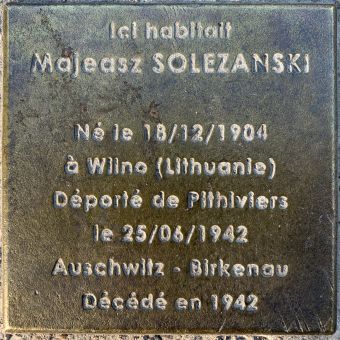 Ici habitait
Majeasz SOLEZANSKI
Né le 18/12/1904
à Wilno (Lithuanie)
Déporté de Pithiviers
le 25/06/1942
Auschwitz - Birkenau
Décédé en 1942